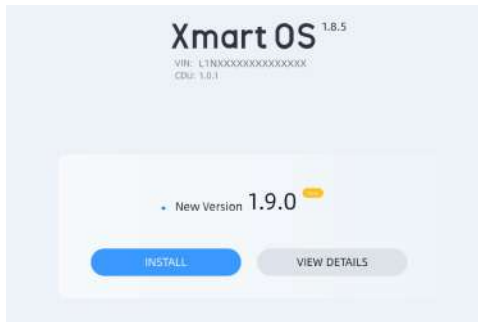 Xmart OS 1.8.5
VIN: L1NXXXXXXXXXXXXXX
CDU: 1.0.1
• New Version 1.9.0
INSTALL
VIEW DETAILS